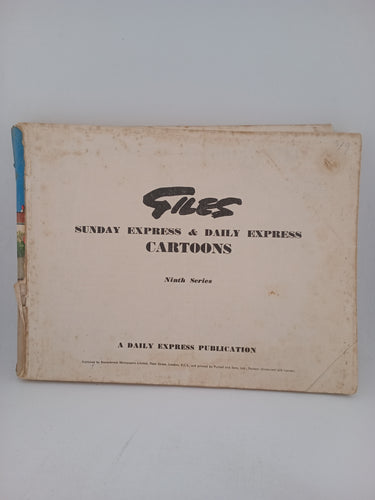 GILES
SUNDAY EXPRESS & DAILY EXPRESS
CARTOONS
Ninth Series
A DAILY EXPRESS PUBLICATION